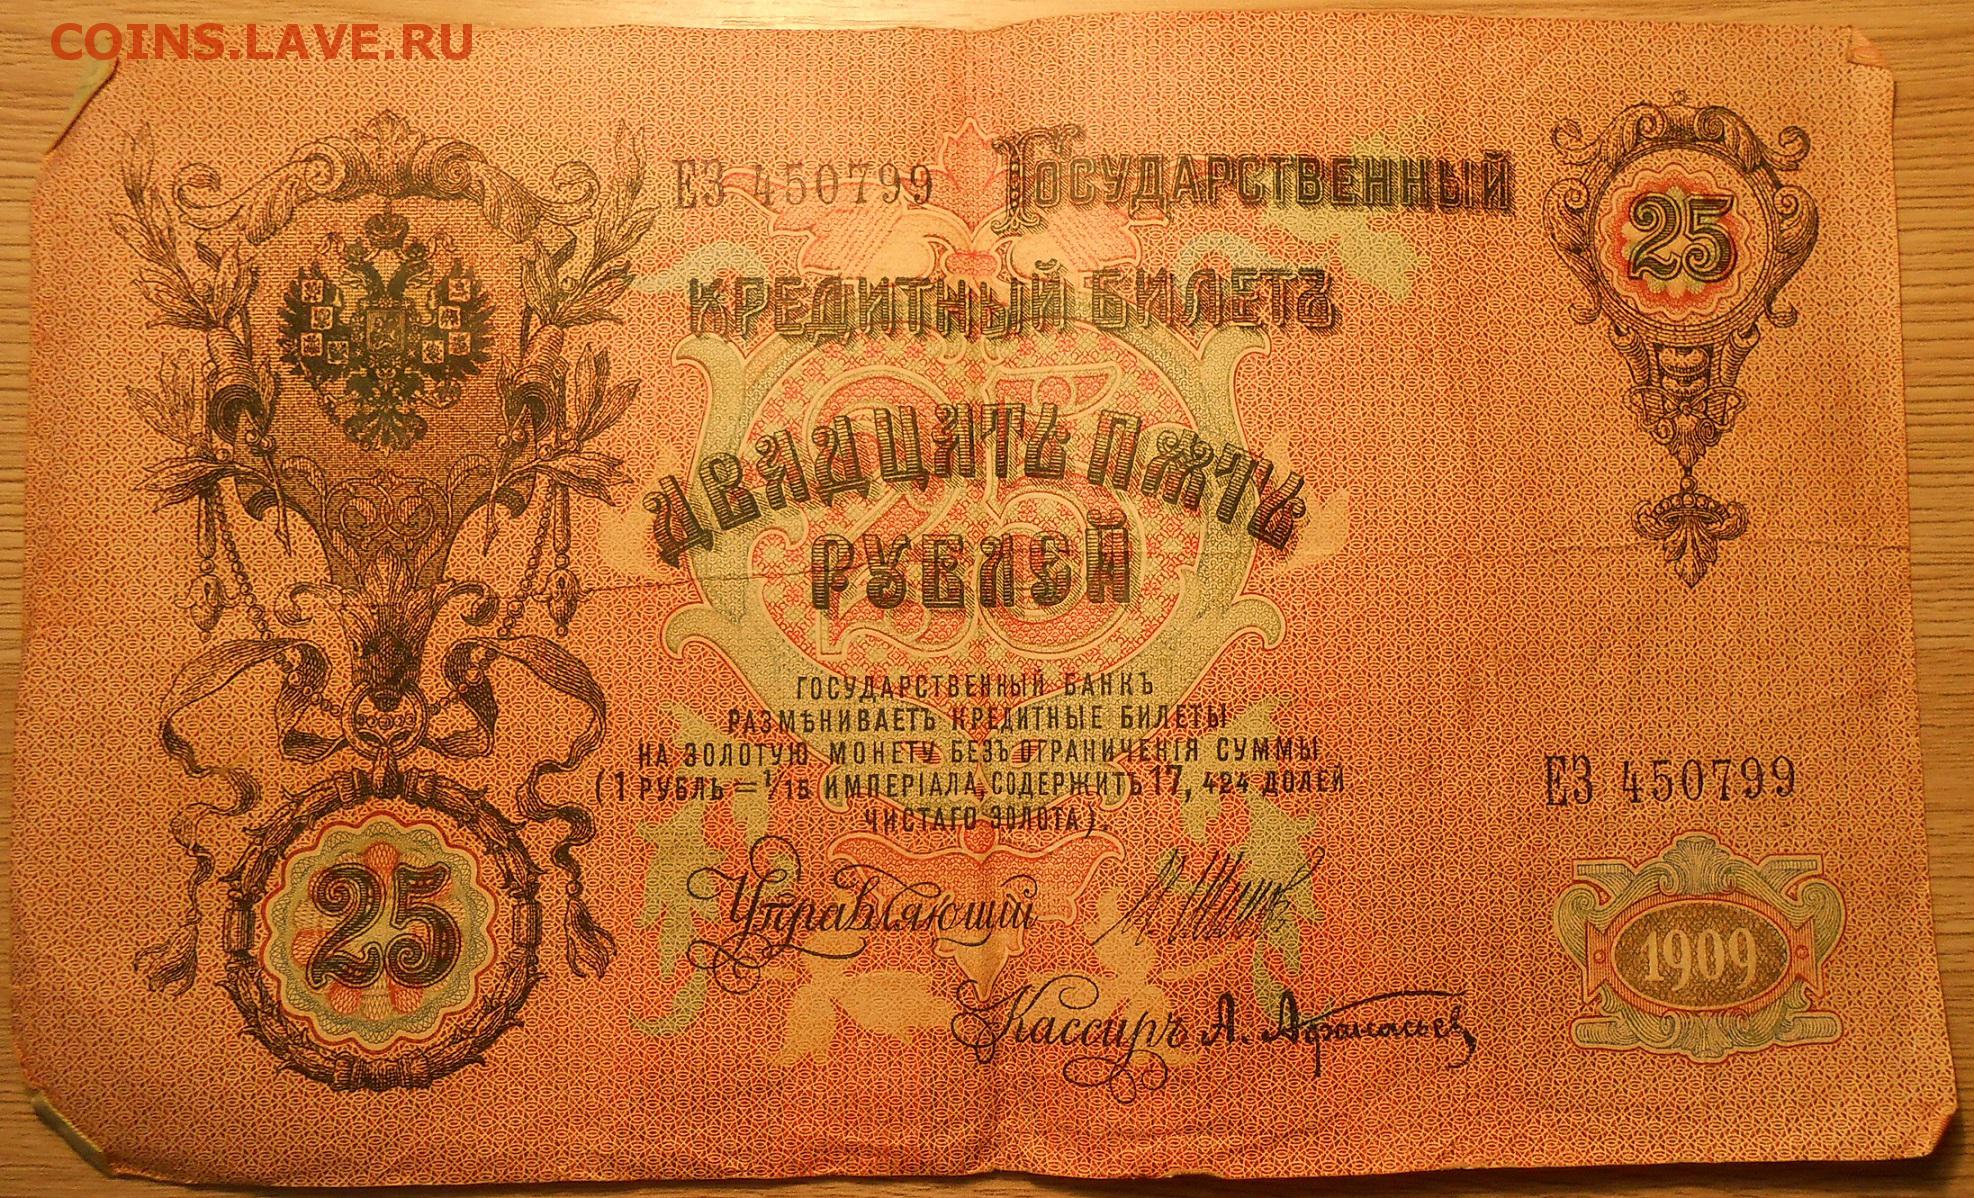 COINS.LAVE.RU
ЕЗ 450799 ГОСУДАРСТВЕННЫЙ
КРЕДИТНЫЙ БИЛЕТЪ
25
25
ДВАДЦАТЬ ПЯТЬ
РУБЛЕЙ
ГОСУДАРСТВЕННЫЙ БАНКЪ
РАЗМѢНИВАЕТЪ КРЕДИТНЫЕ БИЛЕТЫ
НА ЗОЛОТУЮ МОНЕТУ БЕЗЪ ОГРАНИЧЕНІЯ СУММЫ
(1 РУБЛЬ = 1/15 ИМПЕРІАЛА, СОДЕРЖИТЪ 17, 424 ДОЛЕЙ
ЧИСТАГО ЗОЛОТА).
ЕЗ 450799
25
Управляющій
1909
Кассиръ А. Афанасьев